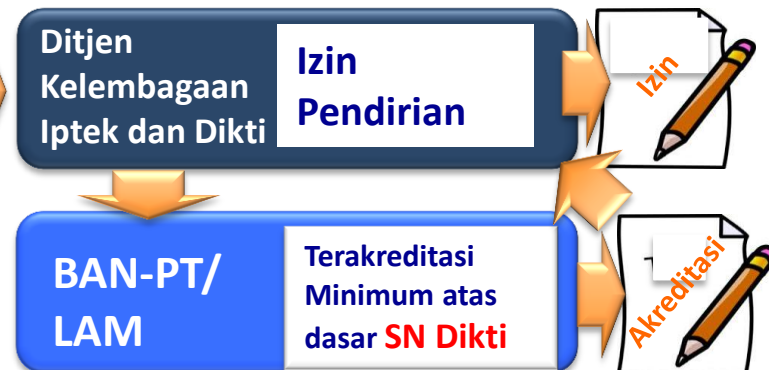 Ditjen
Kelembagaan
Iptek dan Dikti
Izin
Pendirian
Izin
BAN-PT/
LAM
Terakreditasi
Minimum atas
dasar SN Dikti
Akreditasi